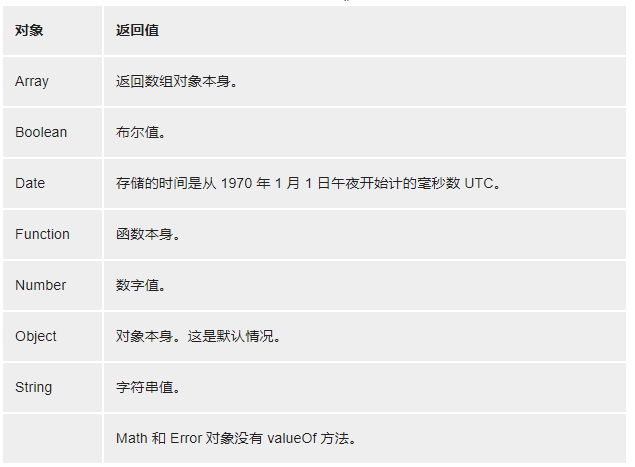 对象 返回值
Array 返回数组对象本身。
Boolean 布尔值。
Date 存储的时间是从 1970 年 1 月 1 日午夜开始计的毫秒数 UTC。
Function 函数本身。
Number 数字值。
Object 对象本身。这是默认情况。
String 字符串值。
Math 和 Error 对象没有 valueOf 方法。